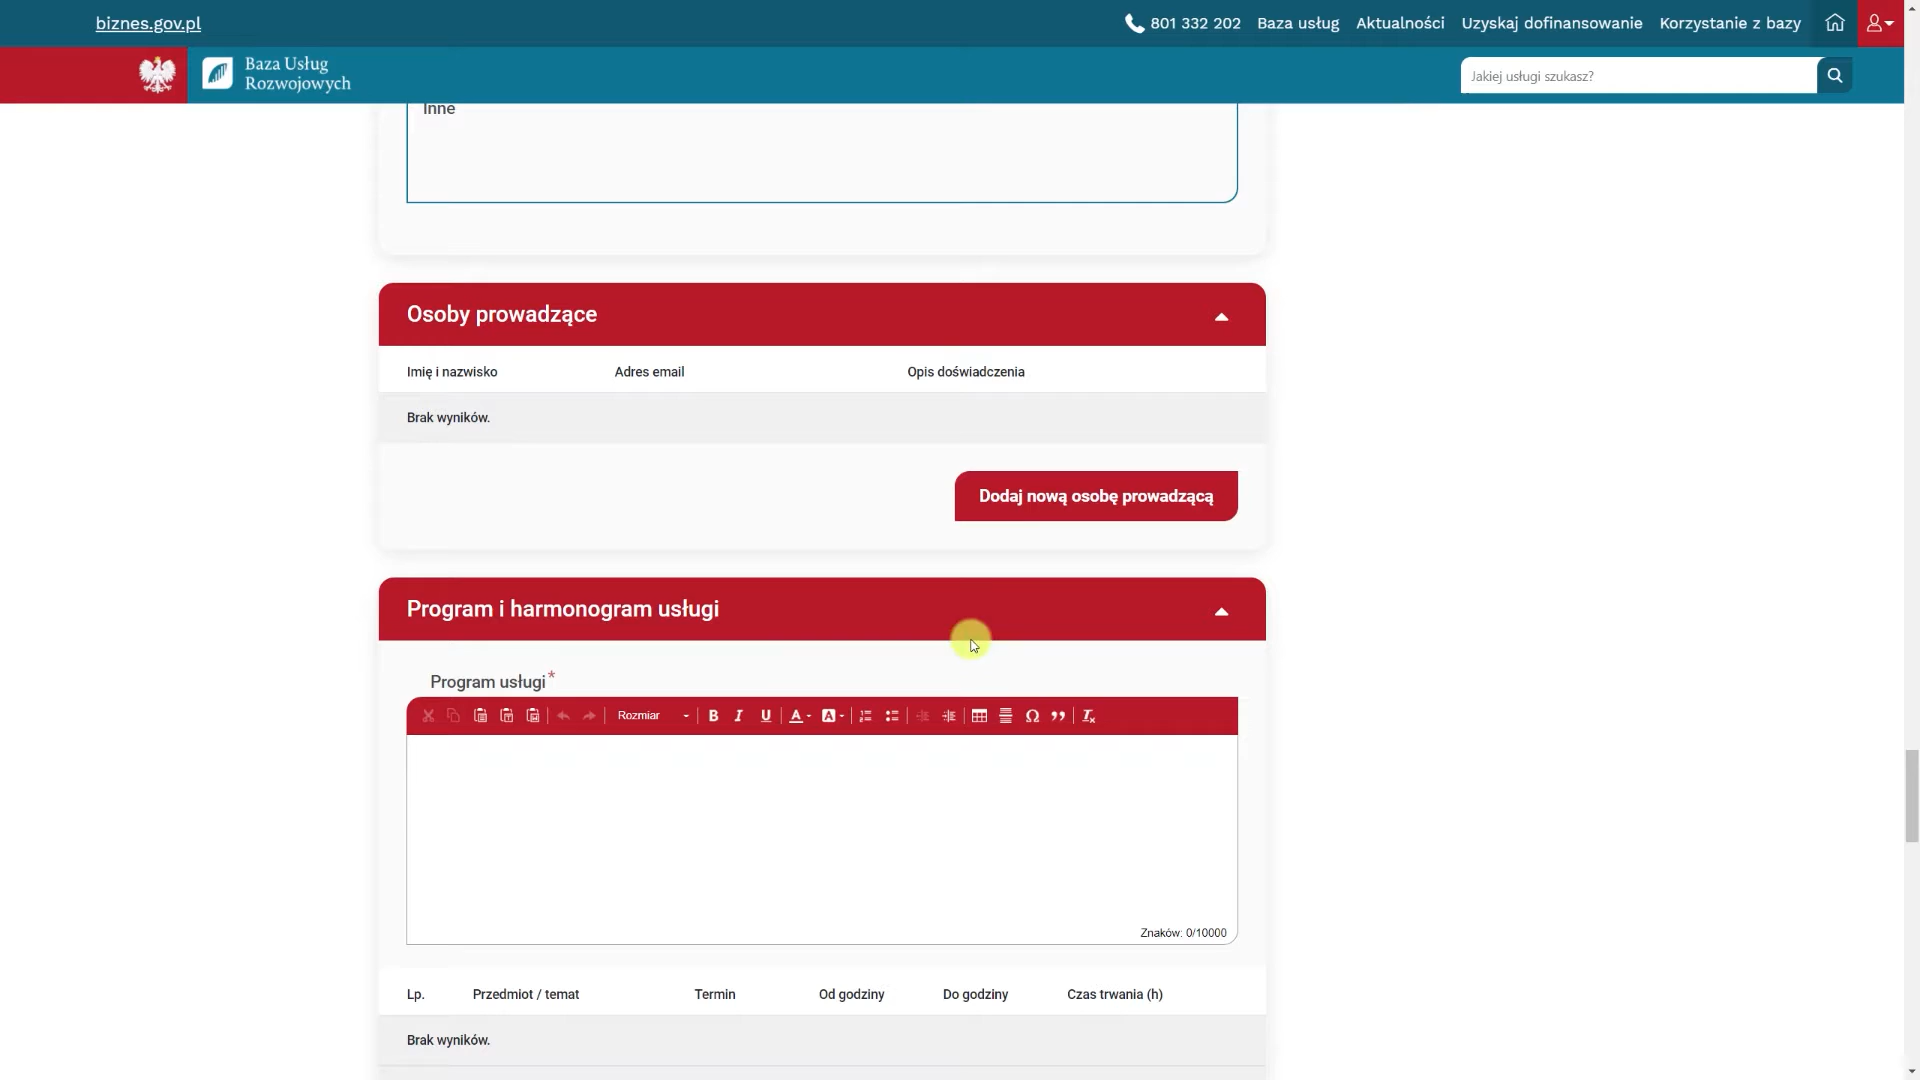 biznes.gov.pl
801 332 202 Baza usług Aktualności Uzyskaj dofinansowanie Korzystanie z bazy
Baza Usług
Rozwojowych
Jakiej usługi szukasz?
Inne
Osoby prowadzące
Imię i nazwisko Adres email Opis doświadczenia
Brak wyników.
Dodaj nową osobę prowadzącą
Program i harmonogram usługi
Program usługi*
Rozmiar B I U A A Ω
Znaków: 0/10000
Lp. Przedmiot / temat Termin Od godziny Do godziny Czas trwania (h)
Brak wyników.